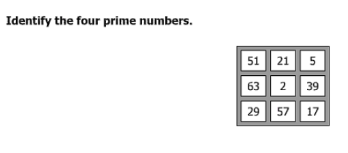 Identify the four prime numbers.
51 21 5
63 2 39
29 57 17